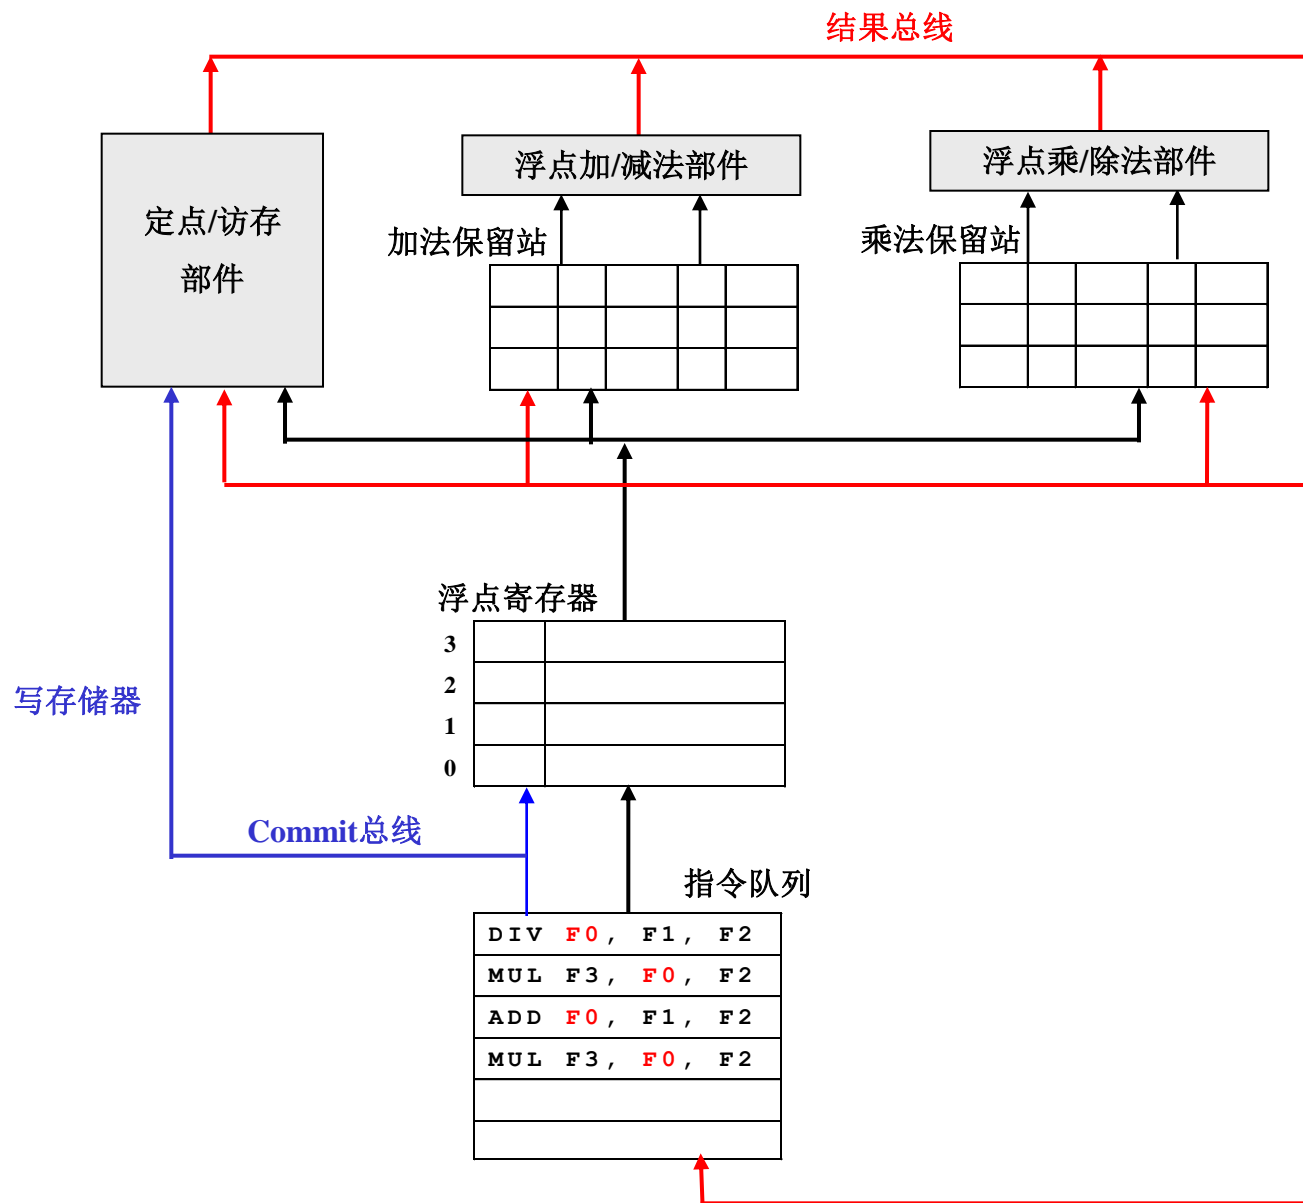 结果总线
定点/访存
部件
浮点加/减法部件
浮点乘/除法部件
加法保留站
乘法保留站
浮点寄存器
3
2
1
0
写存储器
Commit总线
指令队列
DIV F0, F1, F2
MUL F3, F0, F2
ADD F0, F1, F2
MUL F3, F0, F2